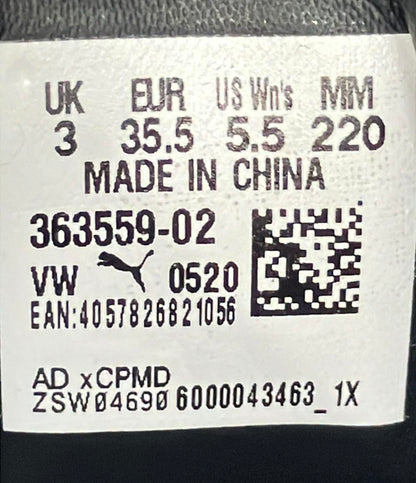 UK EUR US Wn's MM
3 35.5 5.5 220
MADE IN CHINA
363559-02
VW 0520
EAN:4057826821056
AD xCPMD
ZSW04690 6000043463_1X